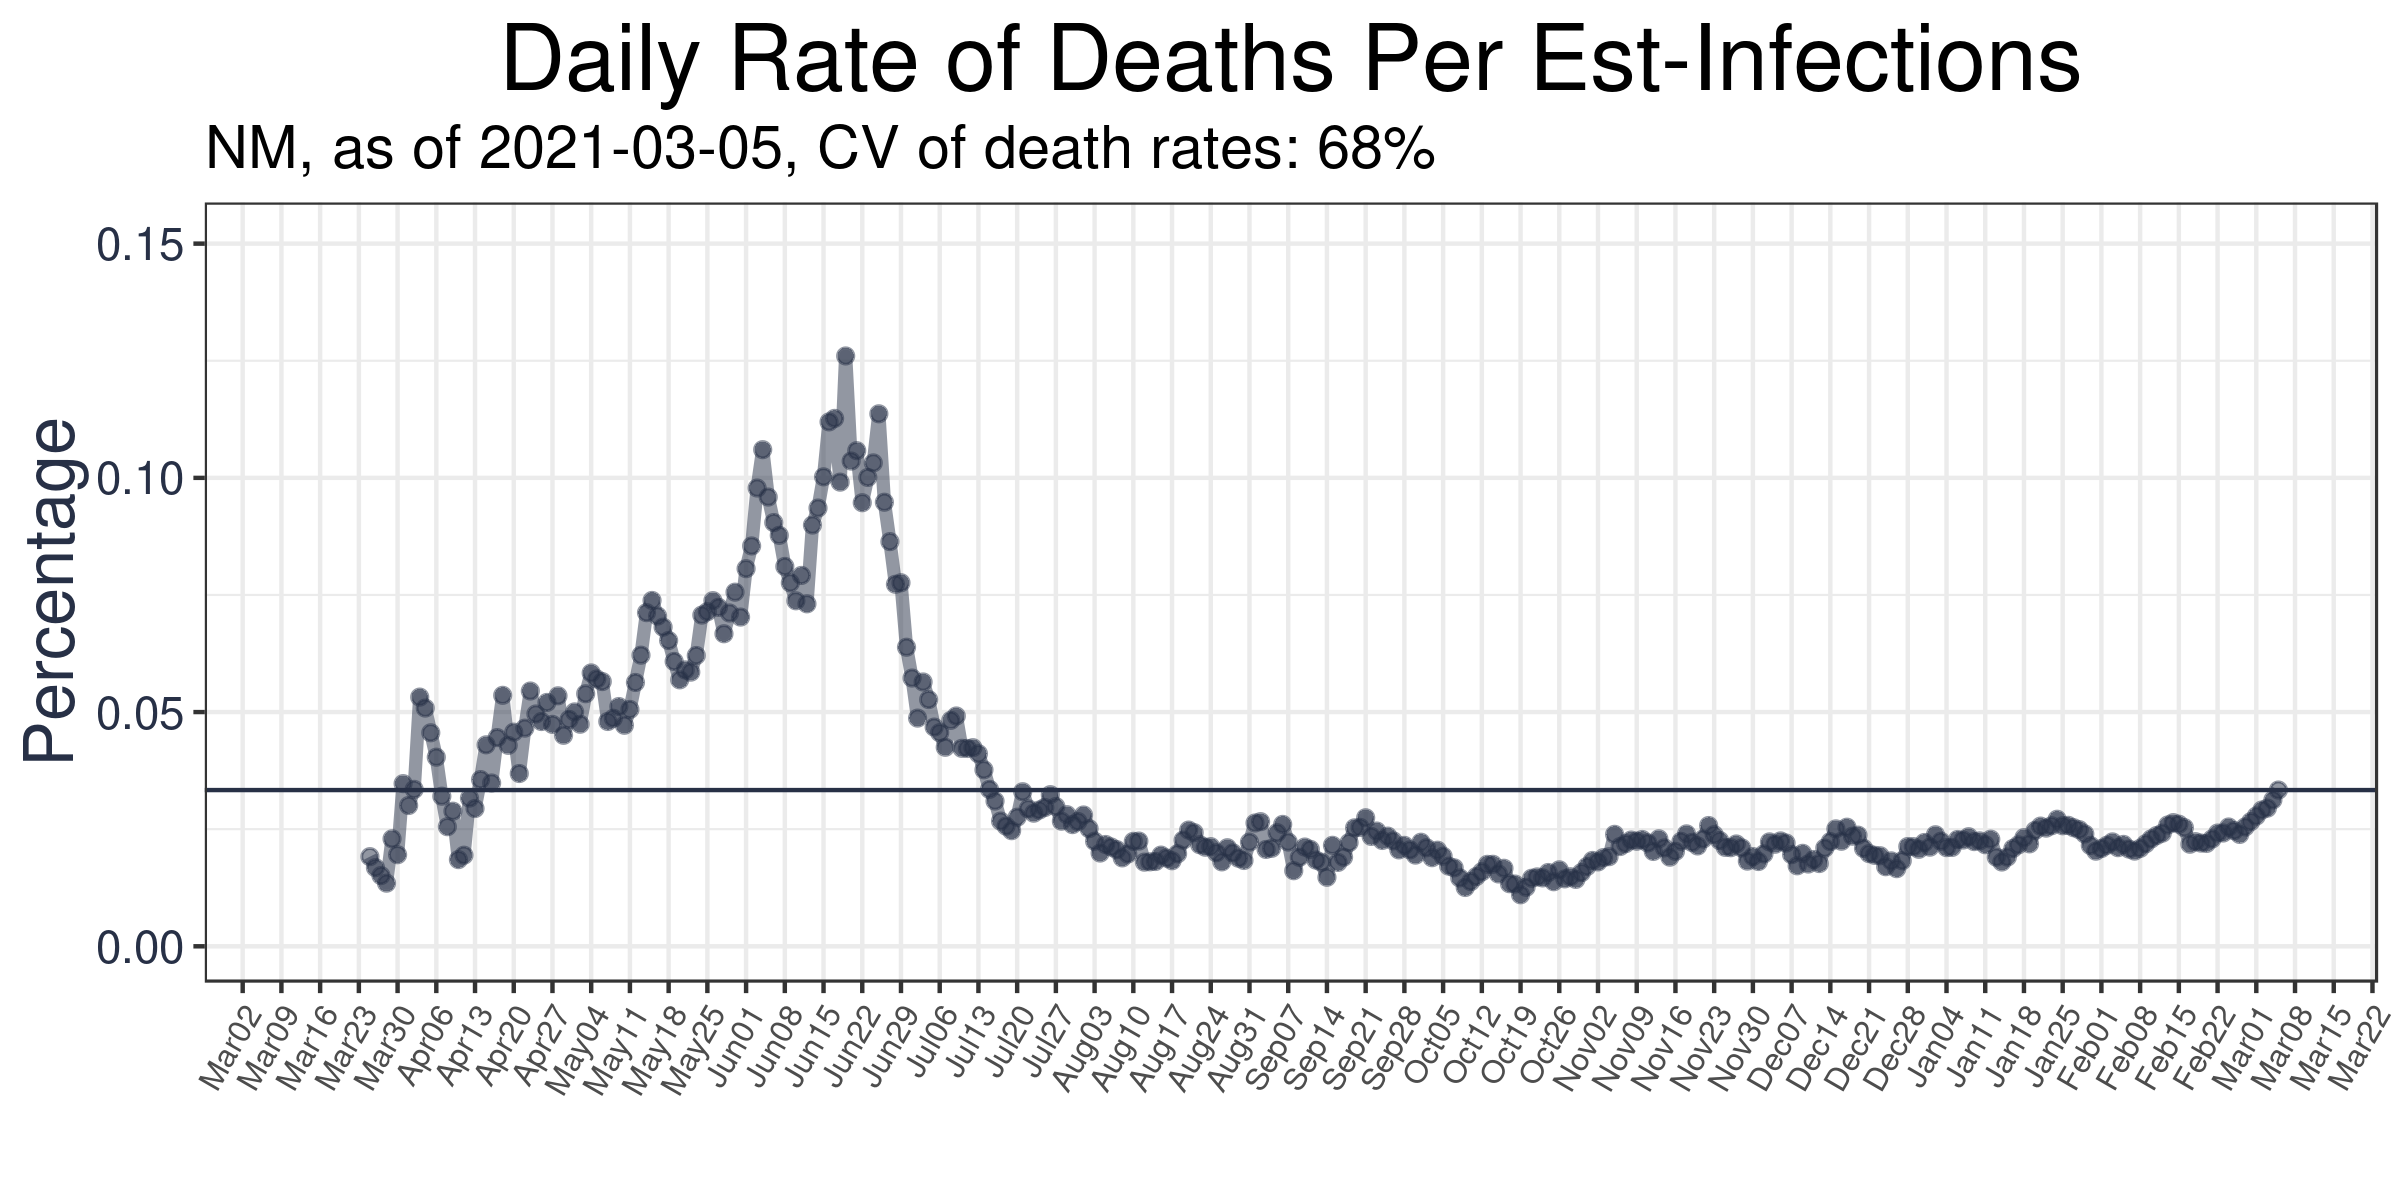 Daily Rate of Deaths Per Est-Infections
NM, as of 2021-03-05, CV of death rates: 68%
Percentage
0.15
0.10
0.05
0.00
Mar02
Mar09
Mar16
Mar23
Mar30
Apr06
Apr13
Apr20
Apr27
May04
May11
May18
May25
Jun01
Jun08
Jun15
Jun22
Jun29
Jul06
Jul13
Jul20
Jul27
Aug03
Aug10
Aug17
Aug24
Aug31
Sep07
Sep14
Sep21
Sep28
Oct05
Oct12
Oct19
Oct26
Nov02
Nov09
Nov16
Nov23
Nov30
Dec07
Dec14
Dec21
Dec28
Jan04
Jan11
Jan18
Jan25
Feb01
Feb08
Feb15
Feb22
Mar01
Mar08
Mar15
Mar22